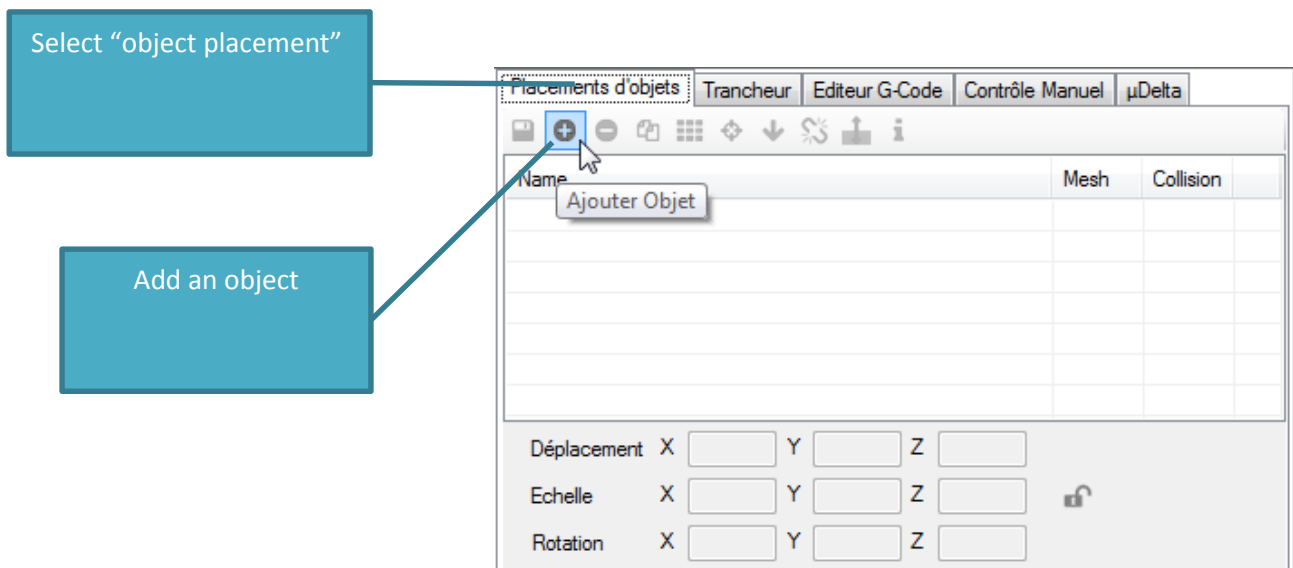 Select “object placement”
Placements d'objets Trancheur Editeur G-Code Contrôle Manuel µDelta
Name Mesh Collision
Ajouter Objet
Add an object
Déplacement X Y Z
Echelle X Y Z
Rotation X Y Z